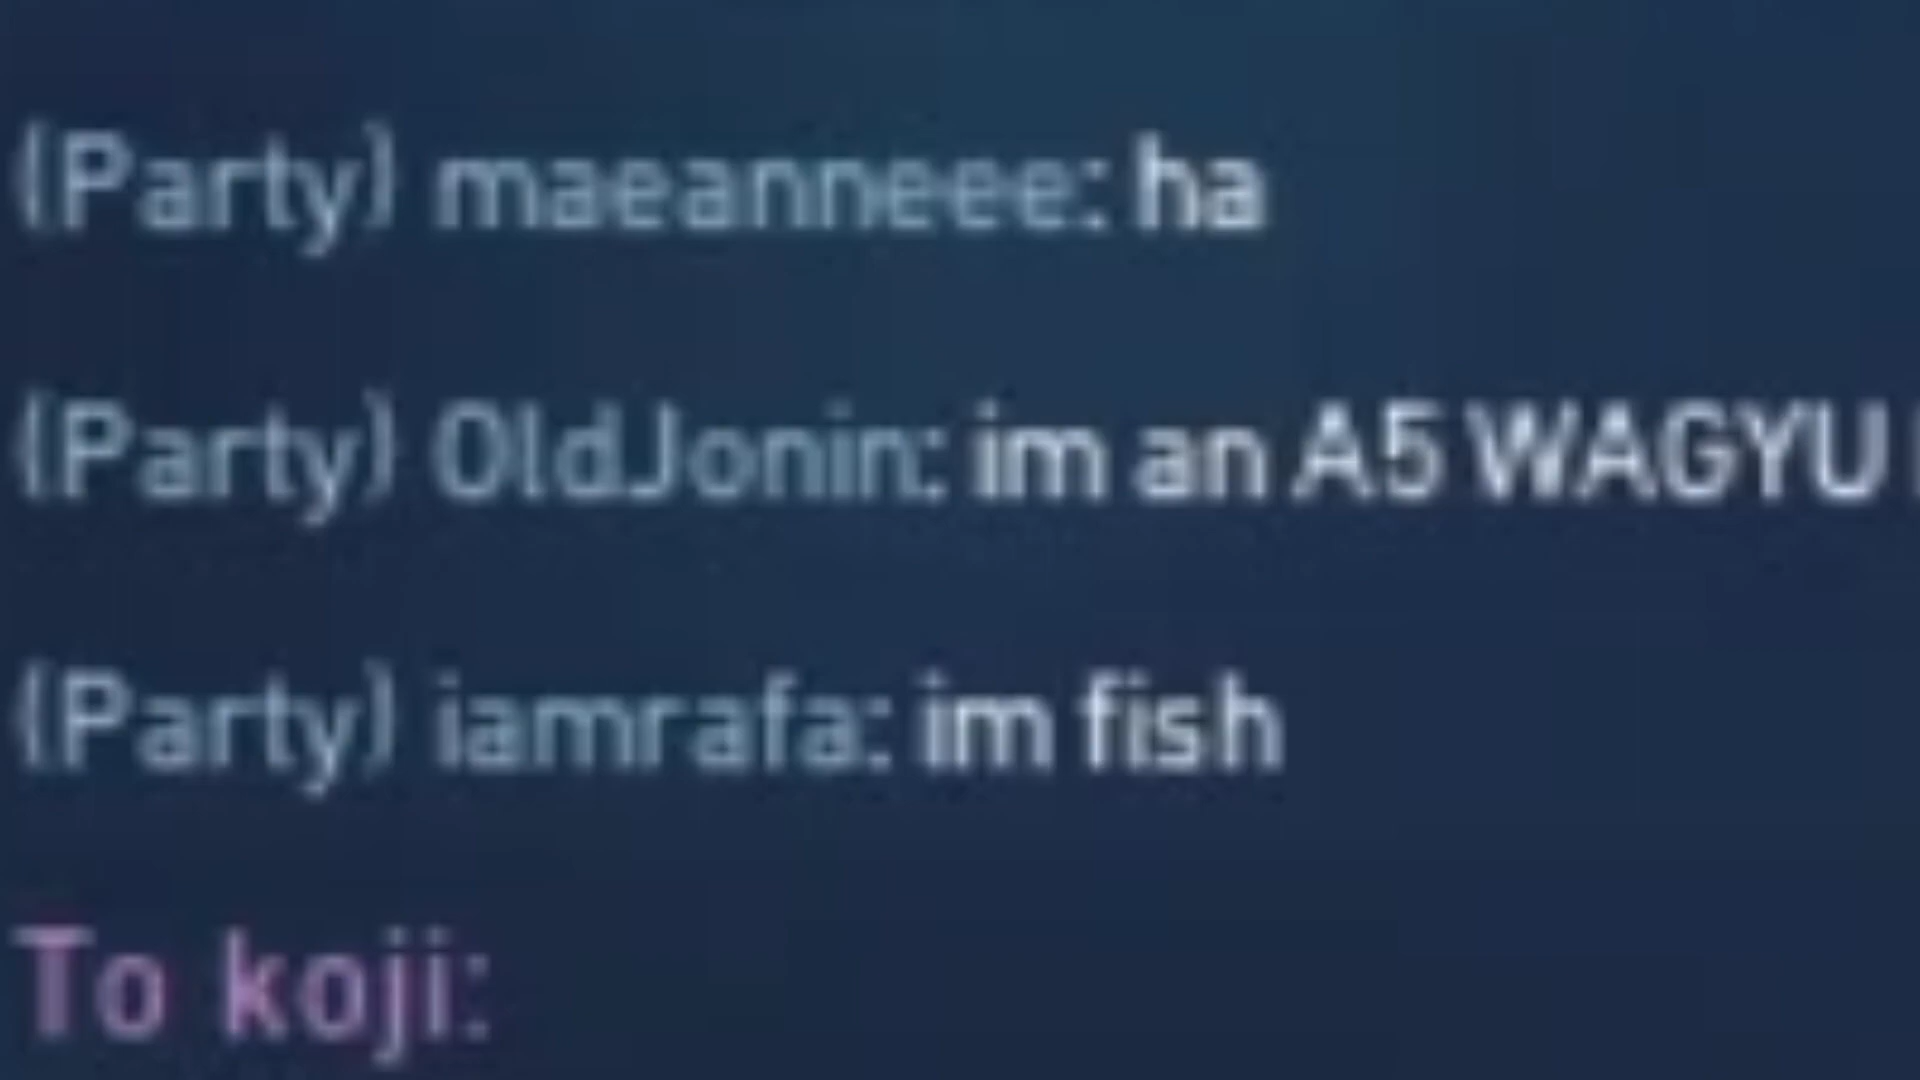 (Party) maeanneee: ha
(Party) OldJonin: im an A5 WAGYU
(Party) iamrafa: im fish
To koji: